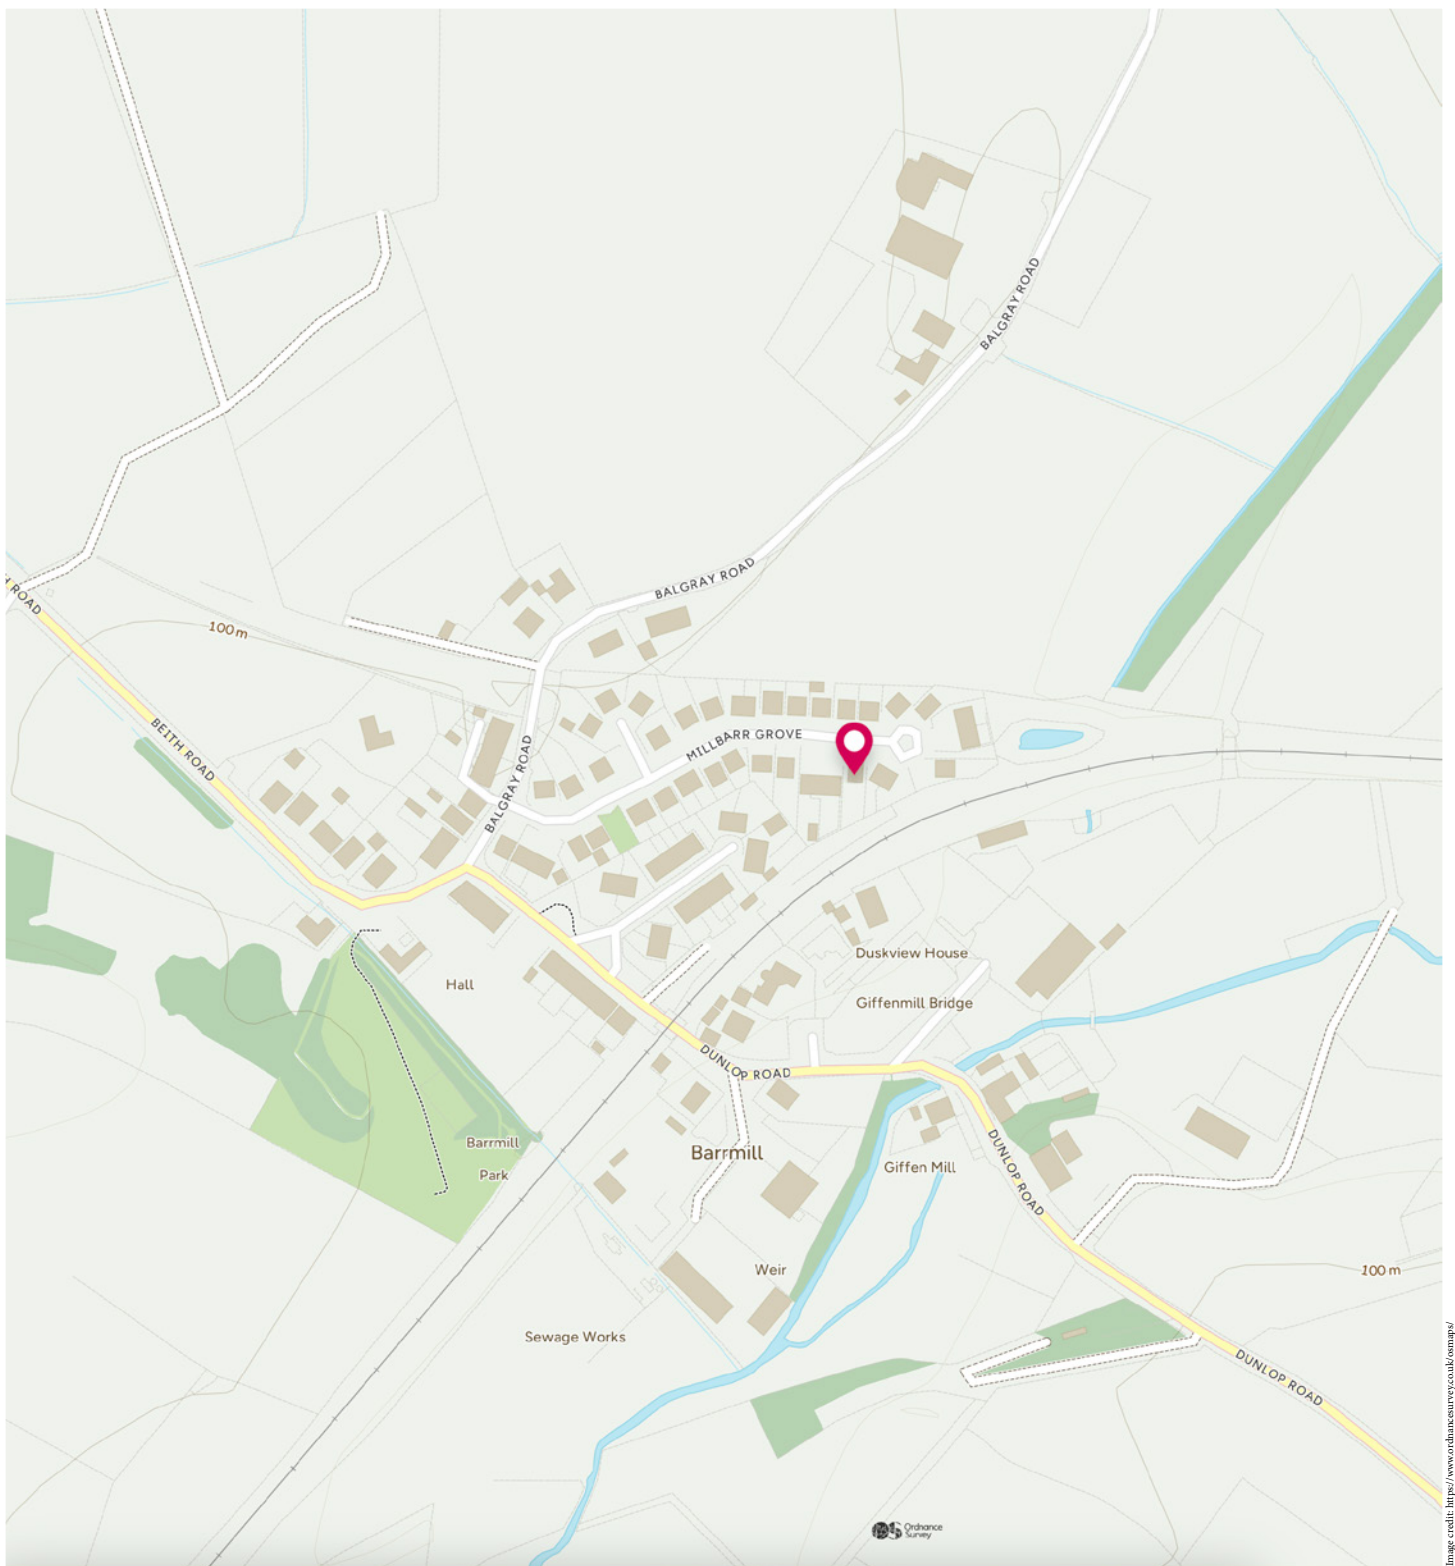 BALGRAY ROAD
BALGRAY ROAD
H ROAD
100 m
BEITH ROAD
MILLBARR GROVE
BALGRAY ROAD
Duskview House
Hall
Giffenmill Bridge
DUNLOP ROAD
Barrmill
Park
Barrmill
Giffen Mill
DUNLOP ROAD
Weir
100 m
Sewage Works
DUNLOP ROAD
OS
Ordnance
Survey
Image credit: https://www.ordnancesurvey.co.uk/osmaps/